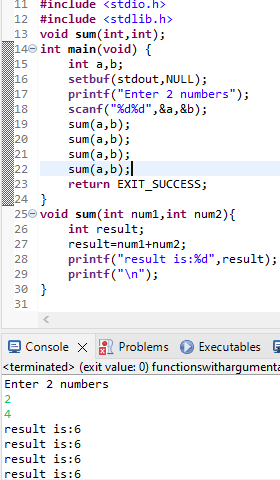 11 #include <stdio.h>
12 #include <stdlib.h>
13 void sum(int,int);
14 int main(void) {
15 int a,b;
16 setbuf(stdout,NULL);
17 printf("Enter 2 numbers");
18 scanf("%d%d",&a,&b);
19 sum(a,b);
20 sum(a,b);
21 sum(a,b);
22 sum(a,b);
23 return EXIT_SUCCESS;
24 }
25 void sum(int num1,int num2){
26 int result;
27 result=num1+num2;
28 printf("result is:%d",result);
29 printf("\n");
30 }
31
Console Problems Executables
<terminated> (exit value: 0) functionswithargumenta
Enter 2 numbers
2
4
result is:6
result is:6
result is:6
result is:6